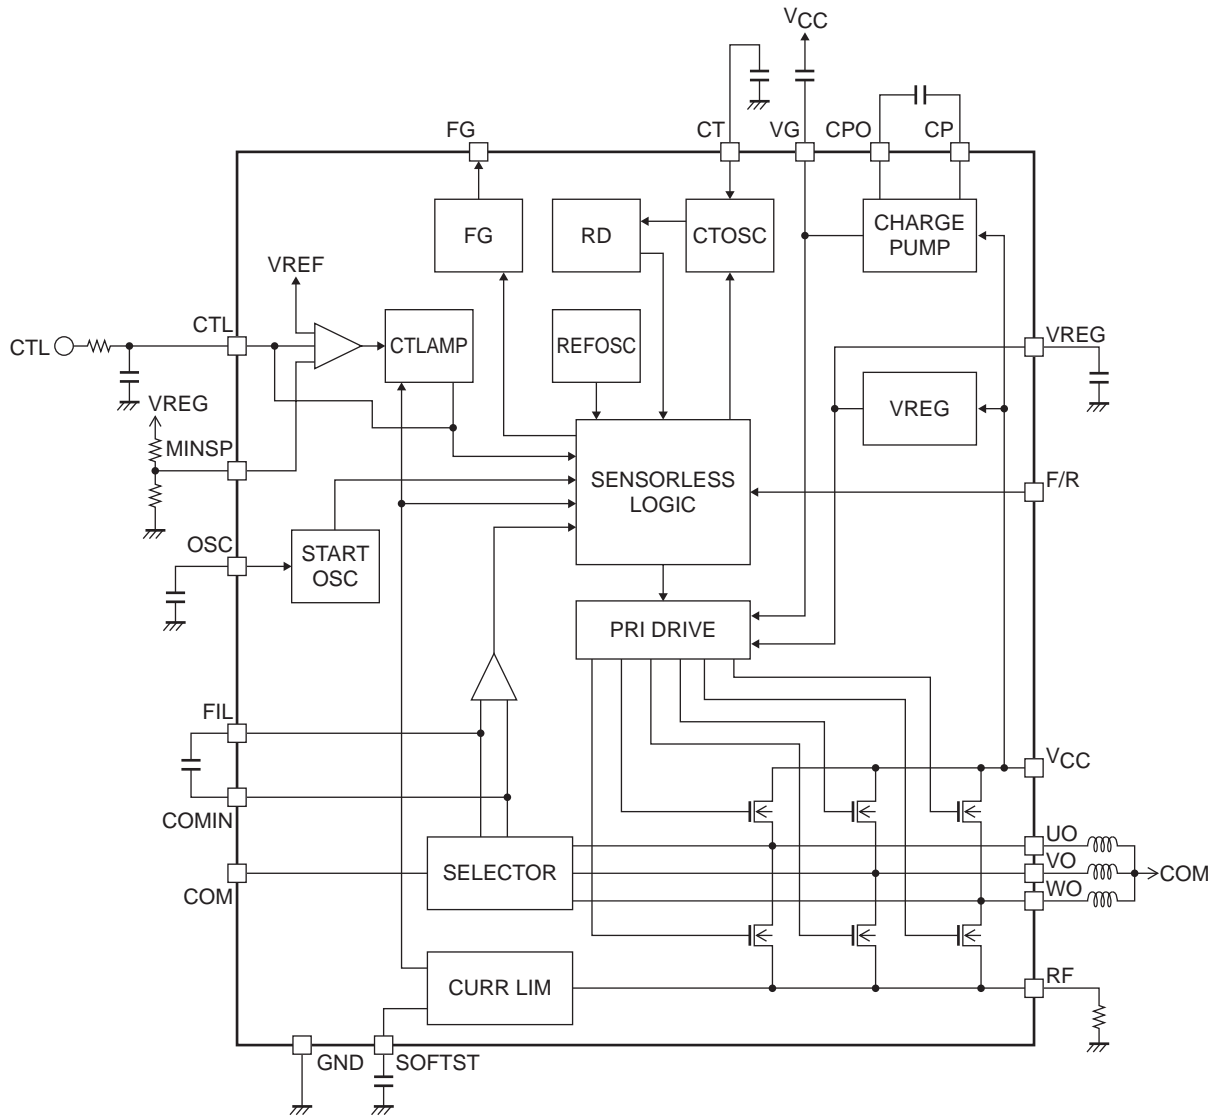 VCC
FG
CT
VG
CPO
CP
FG
RD
CTOSC
CHARGE
PUMP
VREF
CTL
CTL
CTLAMP
REFOSC
VREG
VREG
VREG
MINSP
SENSORLESS
LOGIC
F/R
OSC
START
OSC
PRI DRIVE
FIL
VCC
COMIN
UO
SELECTOR
VO
COM
COM
WO
CURR LIM
RF
GND
SOFTST